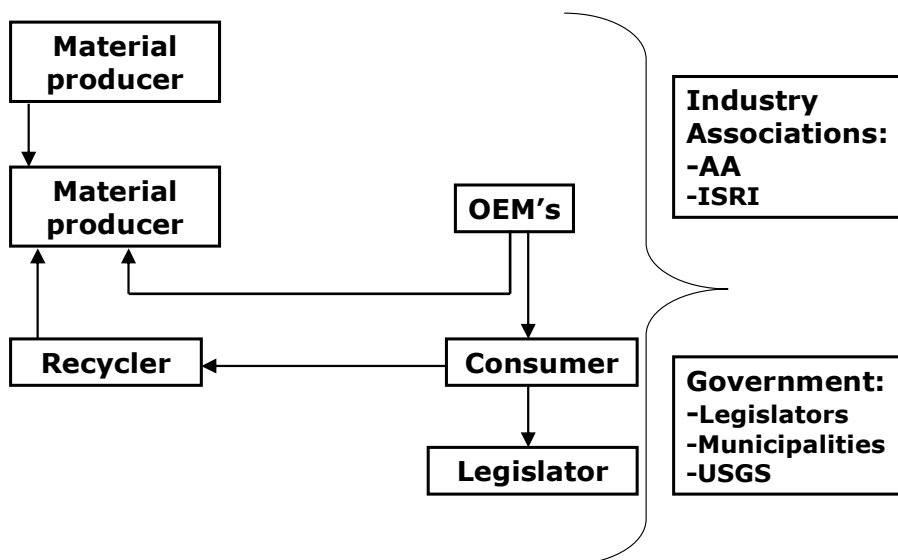 Material
producer
Material
producer
OEM's
Recycler
Consumer
Legislator
Industry
Associations:
-AA
-ISRI
Government:
-Legislators
-Municipalities
-USGS